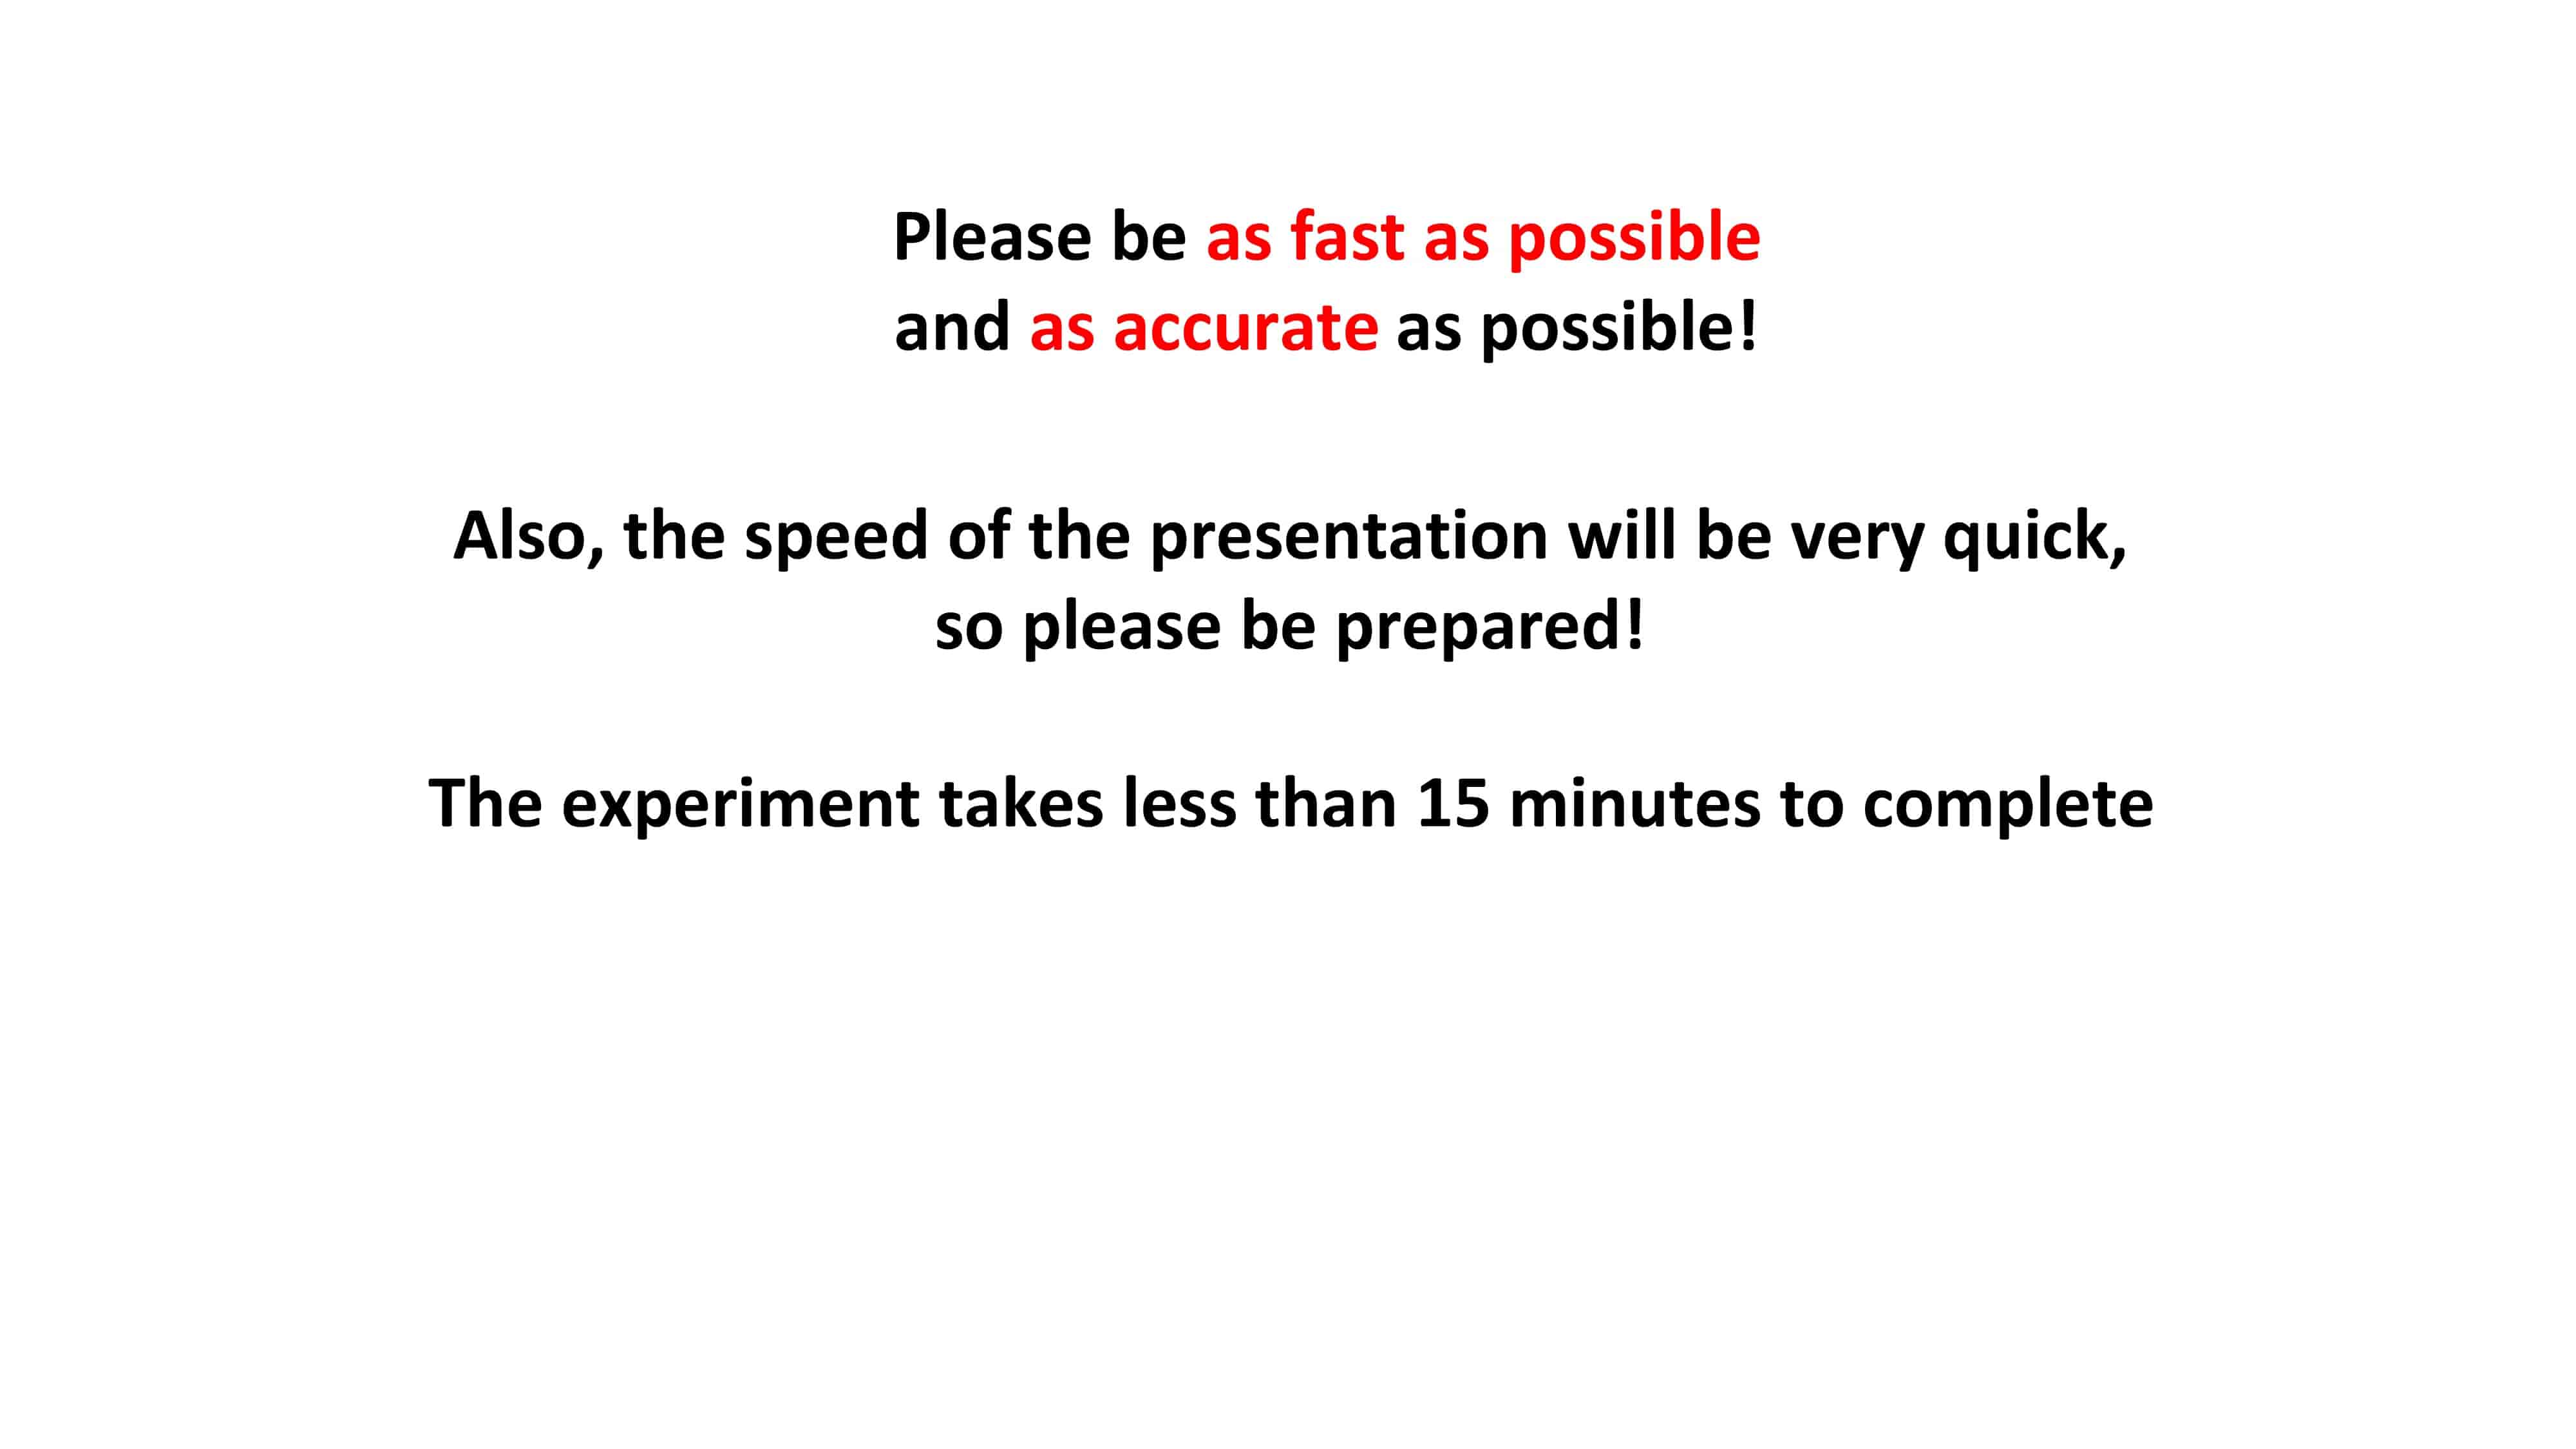 Please be as fast as possible
and as accurate as possible!
Also, the speed of the presentation will be very quick,
so please be prepared!
The experiment takes less than 15 minutes to complete